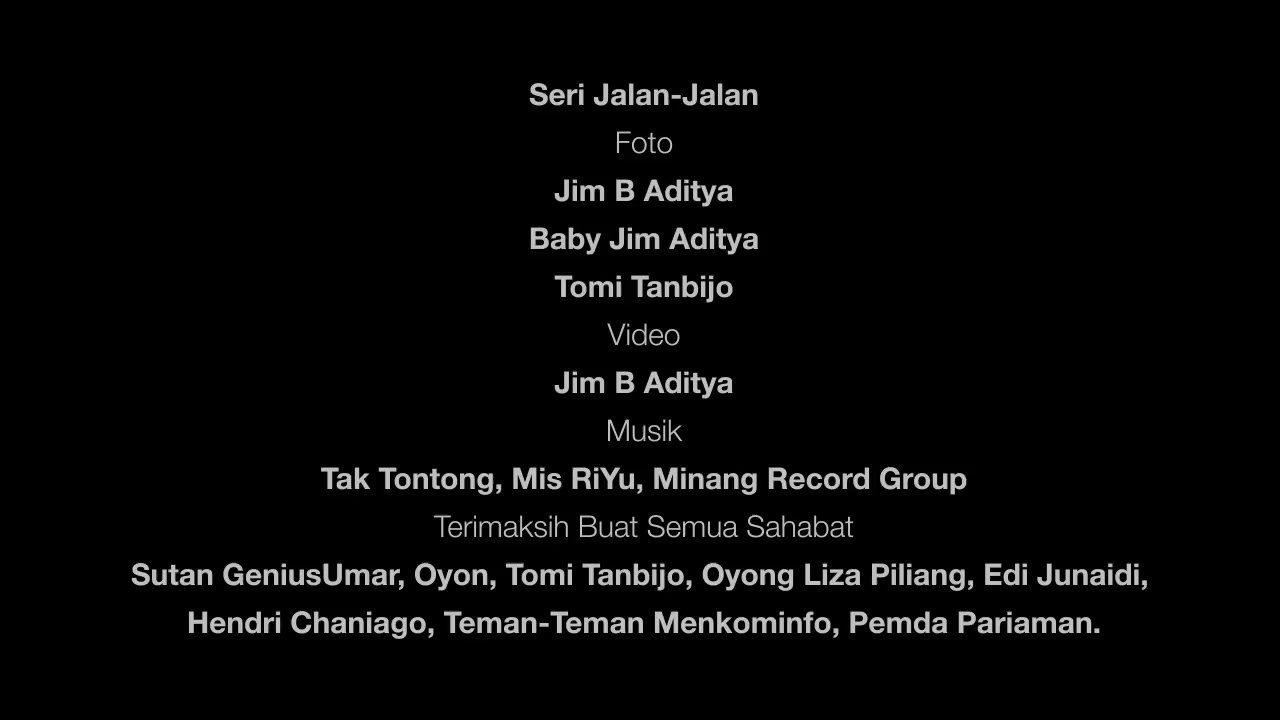 Seri Jalan-Jalan
Foto
Jim B Aditya
Baby Jim Aditya
Tomi Tanbijo
Video
Jim B Aditya
Musik
Tak Tontong, Mis RiYu, Minang Record Group
Terimaksih Buat Semua Sahabat
Sutan GeniusUmar, Oyon, Tomi Tanbijo, Oyong Liza Piliang, Edi Junaidi,
Hendri Chaniago, Teman-Teman Menkominfo, Pemda Pariaman.